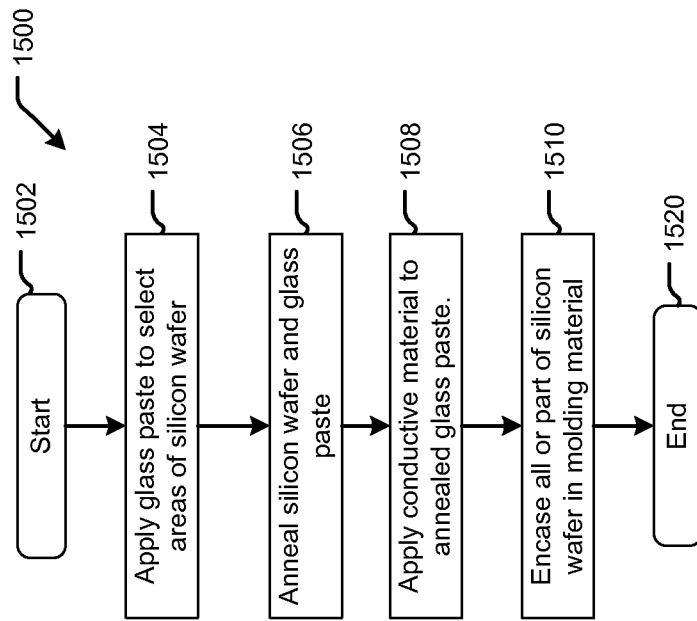 1500
Start
1502
Apply glass paste to select
areas of silicon wafer
1504
Anneal silicon wafer and glass
paste
1506
Apply conductive material to
annealed glass paste.
1508
Encase all or part of silicon
wafer in molding material
1510
End
1520